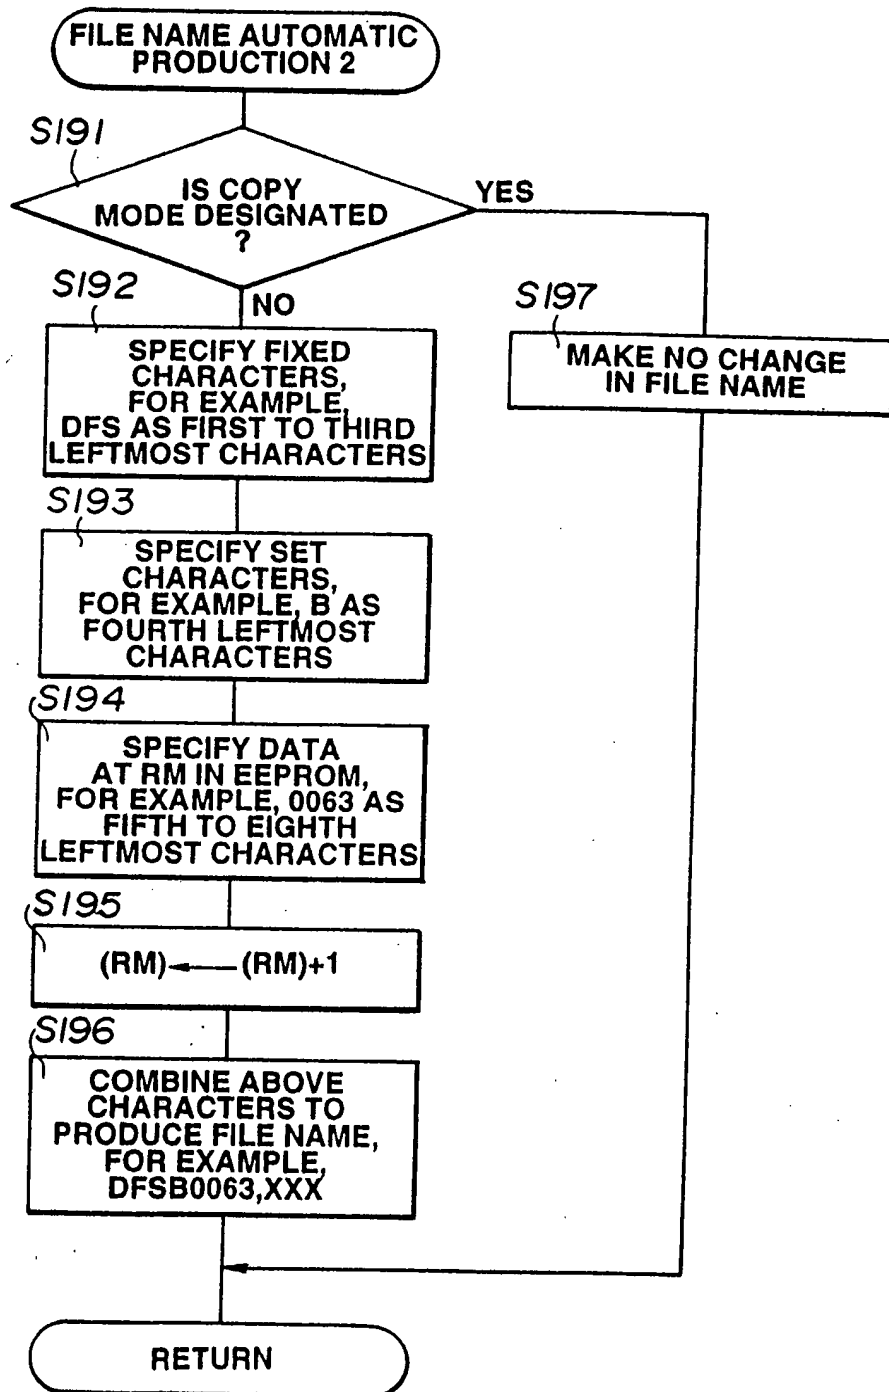 FILE NAME AUTOMATIC
PRODUCTION 2
S191
IS COPY
MODE DESIGNATED
?
YES
NO
S192
SPECIFY FIXED
CHARACTERS,
FOR EXAMPLE,
DFS AS FIRST TO THIRD
LEFTMOST CHARACTERS
S197
MAKE NO CHANGE
IN FILE NAME
S193
SPECIFY SET
CHARACTERS,
FOR EXAMPLE, B AS
FOURTH LEFTMOST
CHARACTERS
S194
SPECIFY DATA
AT RM IN EEPROM,
FOR EXAMPLE, 0063 AS
FIFTH TO EIGHTH
LEFTMOST CHARACTERS
S195
(RM) ← (RM)+1
S196
COMBINE ABOVE
CHARACTERS TO
PRODUCE FILE NAME,
FOR EXAMPLE,
DFSB0063,XXX
RETURN